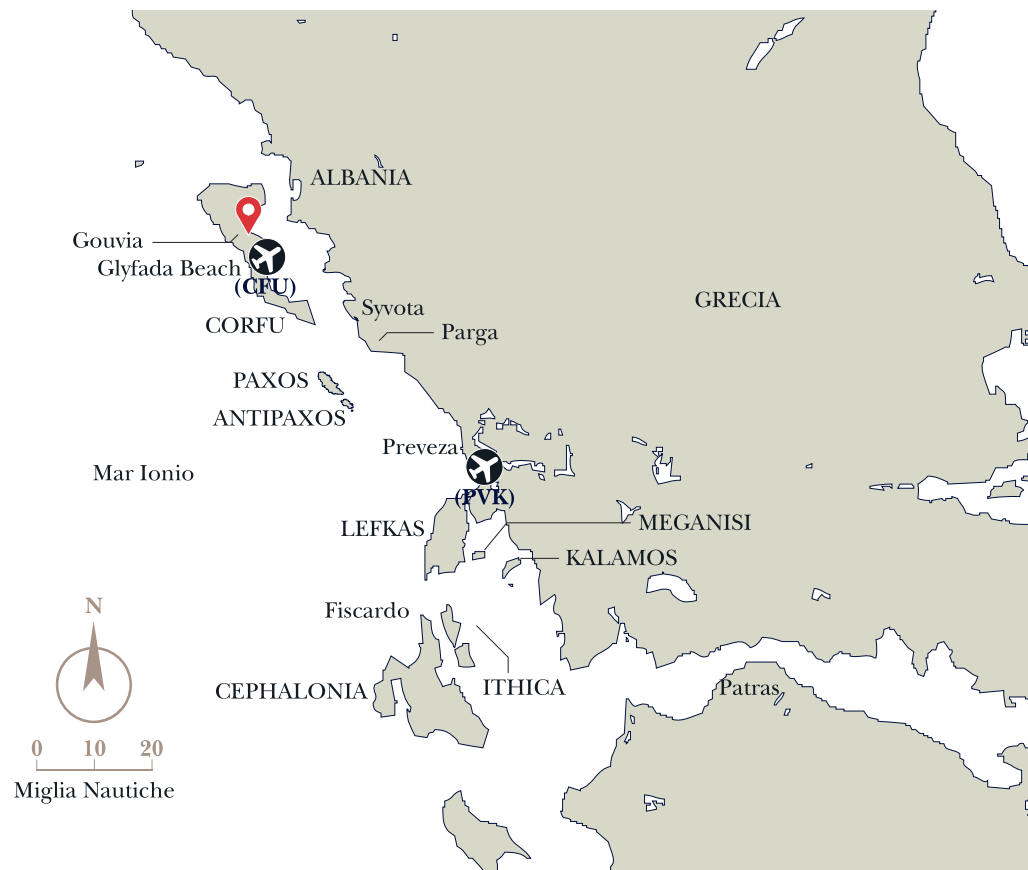 ALBANIA
Gouvia
Glyfada Beach
(CFU)
GRECIA
Syvota
CORFU
Parga
PAXOS
ANTIPAXOS
Preveza
Mar Ionio
(PVK)
LEFKAS
MEGANISI
KALAMOS
N
Fiscardo
CEPHALONIA
ITHICA
Patras
0 10 20
Miglia Nautiche